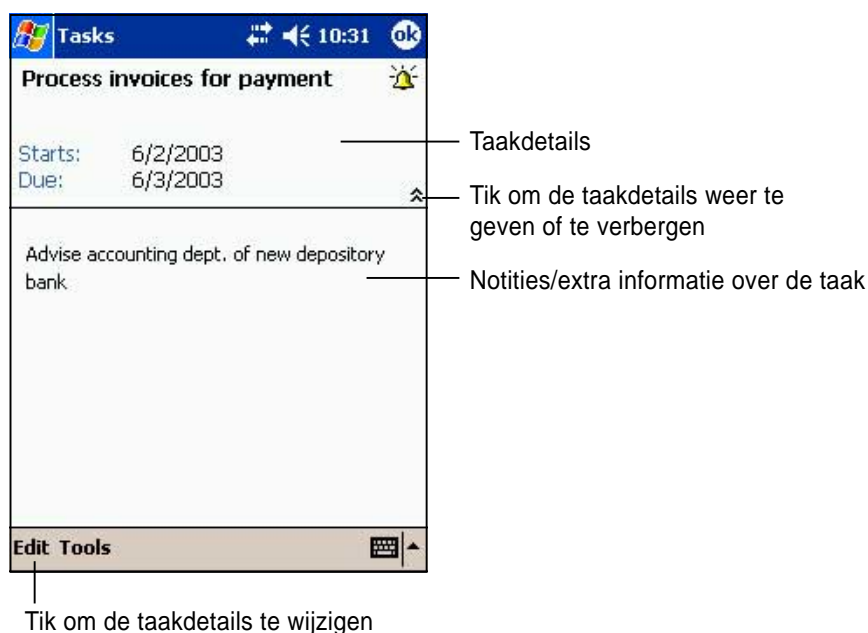 Tasks 10:31 ok
Process invoices for payment
Starts: 6/2/2003
Due: 6/3/2003
Advise accounting dept. of new depository
bank
Edit Tools
Taakdetails
Tik om de taakdetails weer te
geven of te verbergen
Notities/extra informatie over de taak
Tik om de taakdetails te wijzigen